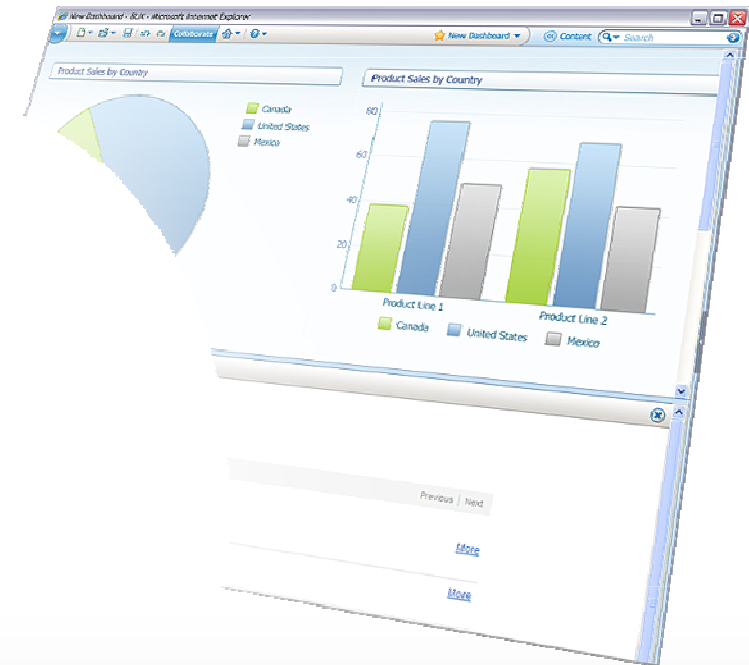 New Dashboard - BUX - Microsoft Internet Explorer
Collaborate
New Dashboard
Content
Search
Product Sales by Country
Canada
United States
Mexico
Product Sales by Country
80
60
40
20
0
Product Line 1
Product Line 2
Canada
United States
Mexico
Previous | Next
More
More